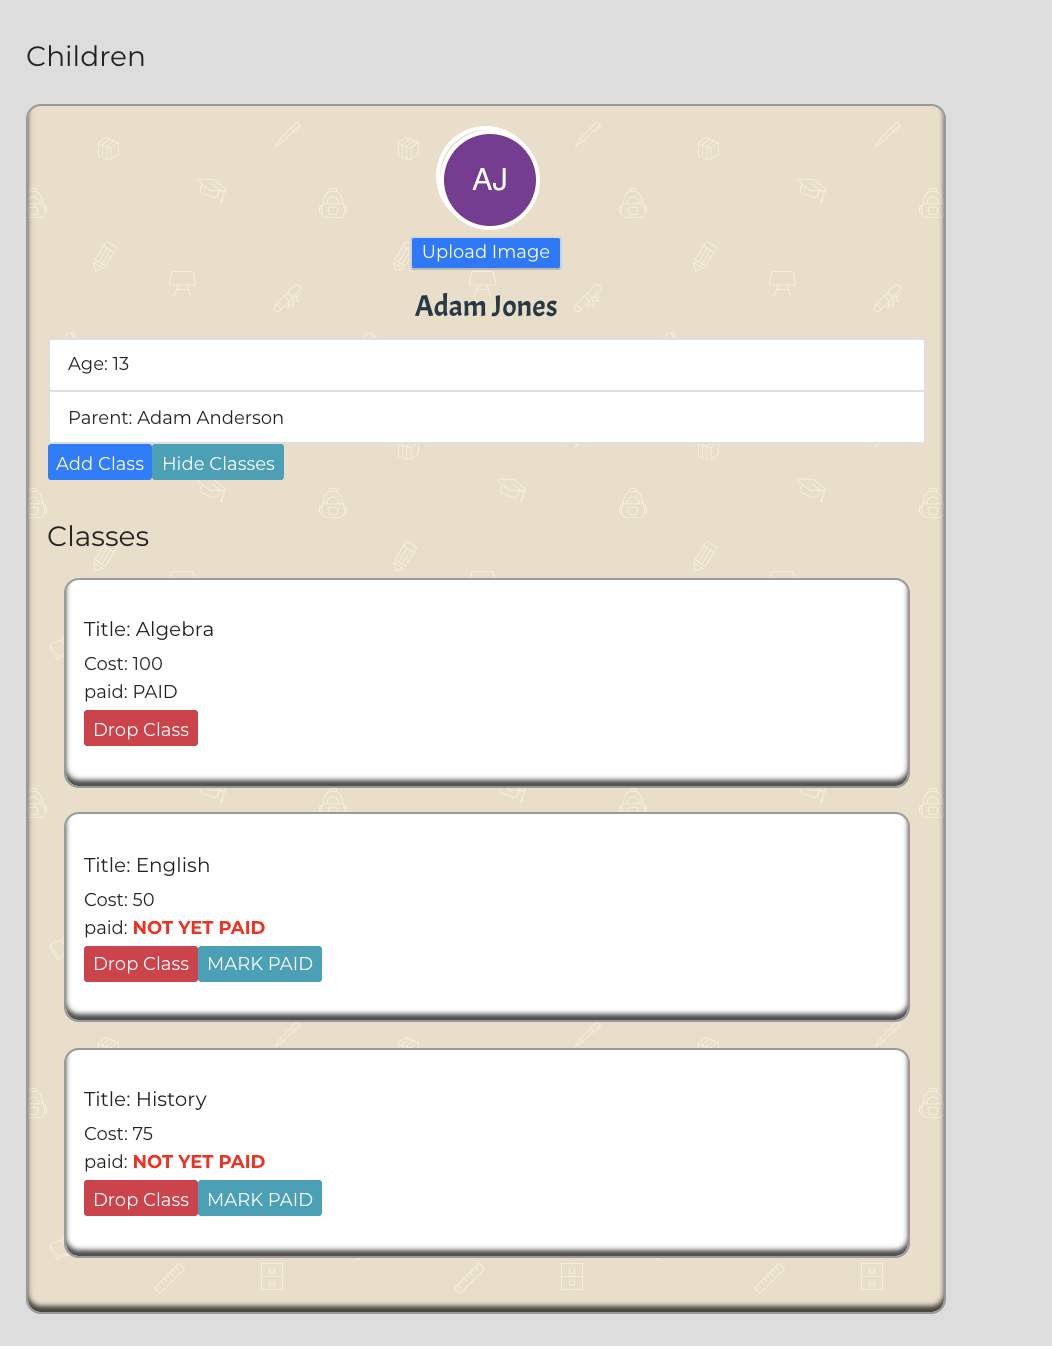 Children
AJ
Upload Image
Adam Jones
Age: 13
Parent: Adam Anderson
Add Class Hide Classes
Classes
Title: Algebra
Cost: 100
paid: PAID
Drop Class
Title: English
Cost: 50
paid: NOT YET PAID
Drop Class MARK PAID
Title: History
Cost: 75
paid: NOT YET PAID
Drop Class MARK PAID